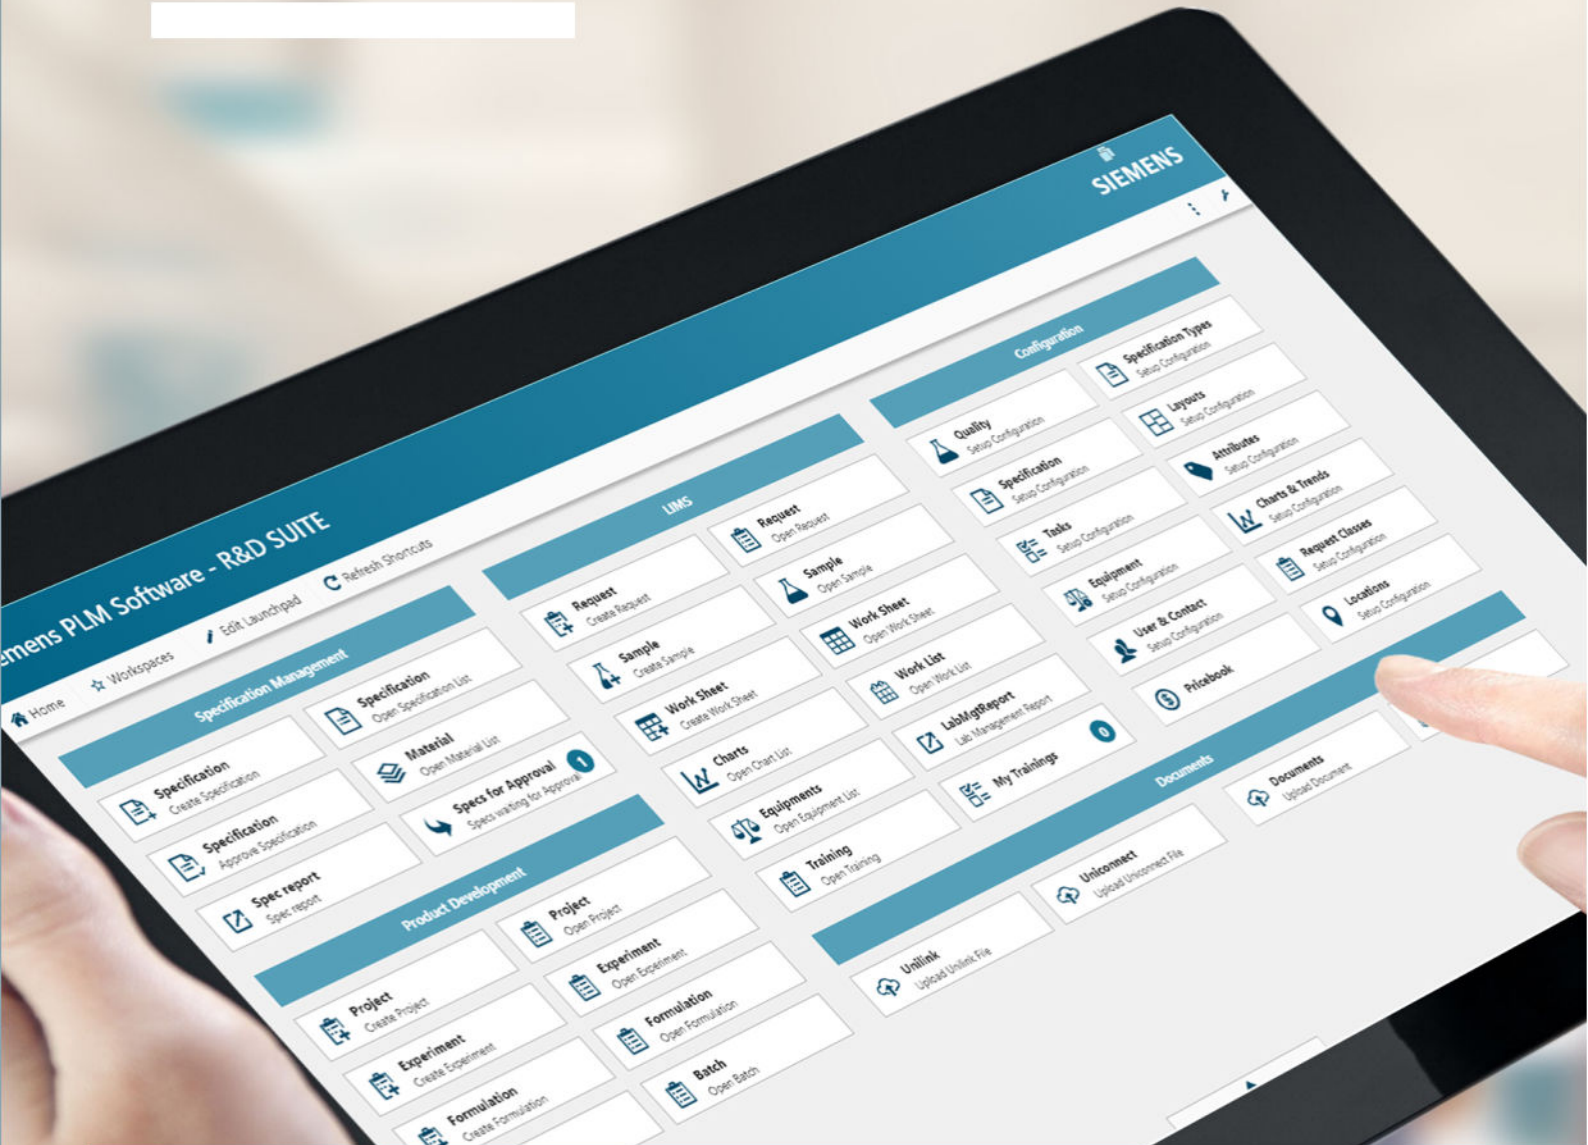 SIEMENS
emens PLM Software - R&D SUITE
Home
Workspaces
Edit Launchpad
Refresh Shortcuts
Specification Management
Specification
Create Specification
Specification
Open Specification List
Specification
Approve Specification
Material
Open Material List
Spec report
Spec report
Specs for Approval
Specs waiting for Approval
1
Product Development
Project
Create Project
Project
Open Project
Experiment
Create Experiment
Experiment
Open Experiment
Formulation
Create Formulation
Formulation
Open Formulation
Batch
Open Batch
LIMS
Request
Create Request
Request
Open Request
Sample
Create Sample
Sample
Open Sample
Work Sheet
Create Work Sheet
Work Sheet
Open Work Sheet
Charts
Open Chart List
Work List
Open Work List
Equipments
Open Equipment List
LabMgtReport
Lab Management Report
Training
Open Training
My Trainings
0
Configuration
Quality
Setup Configuration
Specification Types
Setup Configuration
Specification
Setup Configuration
Layouts
Setup Configuration
Tasks
Setup Configuration
Attributes
Setup Configuration
Equipment
Setup Configuration
Charts & Trends
Setup Configuration
User & Contact
Setup Configuration
Request Classes
Setup Configuration
Pricebook
Locations
Setup Configuration
Documents
Unilink
Upload Unilink File
Uniconnect
Upload Uniconnect File
Documents
Upload Document